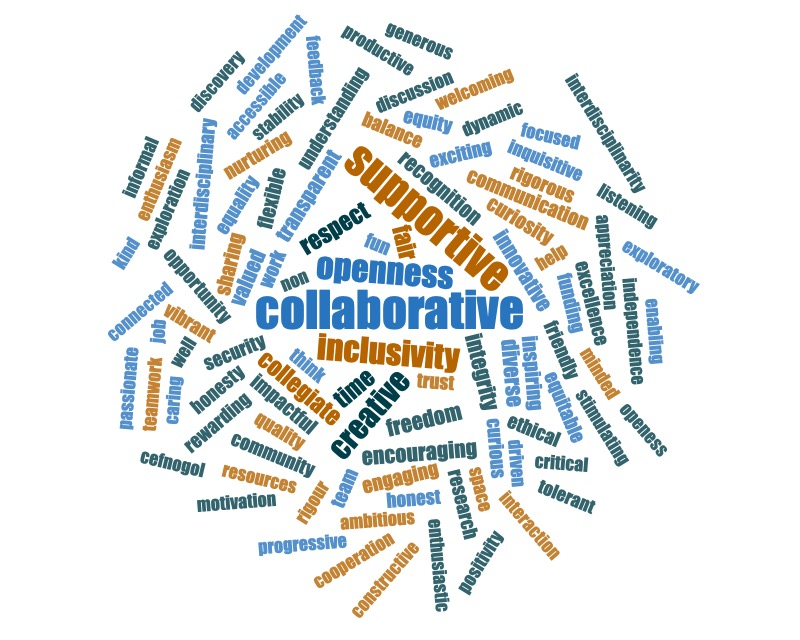 generous
productive
development
feedback
discovery
accessible
stability
understanding
discussion
welcoming
interdisciplinarity
balance
equity
dynamic
focused
inquisitive
exciting
recognition
nurturing
informal
enthusiasm
exploration
interdisciplinary
equality
flexible
transparent
supportive
rigorous
communication
curiosity
listening
respect
fun
fair
innovative
help
appreciation
exploratory
kind
sharing
valued
work
non
openness
opportunity
connected
collaborative
funding
excellence
independence
enabling
vibrant
job
well
security
inclusivity
integrity
diverse
inspiring
friendly
minded
passionate
teamwork
caring
honesty
collegiate
think
time
creative
trust
equitable
stimulating
oneness
rewarding
impactful
quality
community
freedom
encouraging
ethical
curious
driven
critical
cefnogol
resources
motivation
rigour
team
engaging
honest
research
space
tolerant
interaction
ambitious
progressive
cooperation
constructive
enthusiastic
positivity